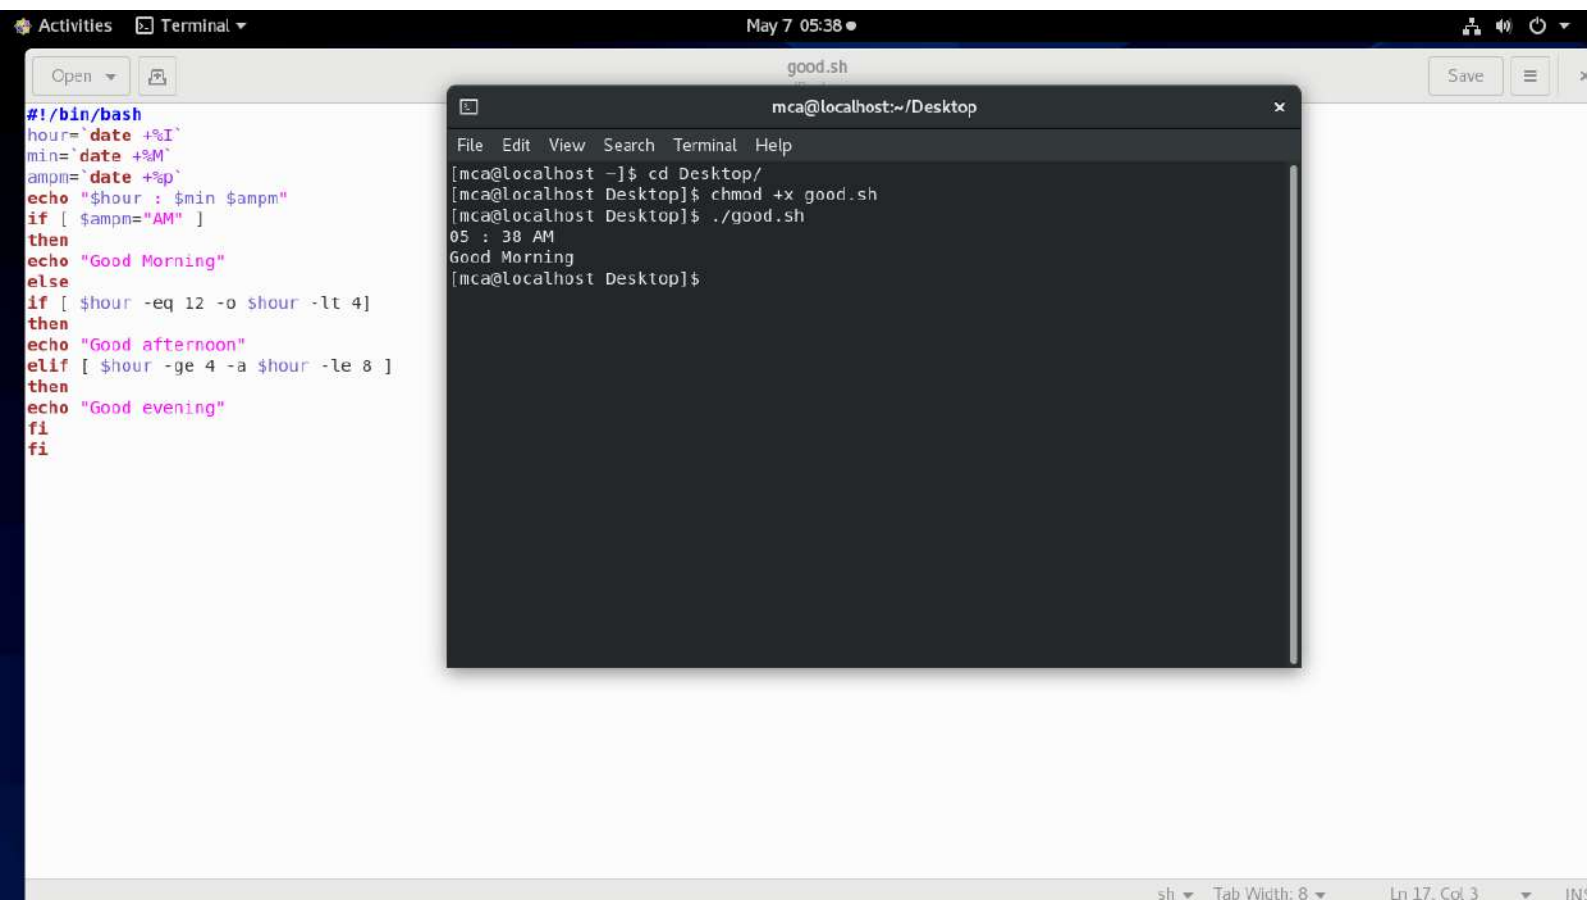 Activities Terminal May 7 05:38
Open good.sh Save
#!/bin/bash
hour=`date +%I`
min=`date +%M`
ampm=`date +%p`
echo "$hour : $min $ampm"
if [ $ampm="AM" ]
then
echo "Good Morning"
else
if [ $hour -eq 12 -o $hour -lt 4]
then
echo "Good afternoon"
elif [ $hour -ge 4 -a $hour -le 8 ]
then
echo "Good evening"
fi
fi
mca@localhost:~/Desktop
File Edit View Search Terminal Help
[mca@localhost ~]$ cd Desktop/
[mca@localhost Desktop]$ chmod +x good.sh
[mca@localhost Desktop]$ ./good.sh
05 : 38 AM
Good Morning
[mca@localhost Desktop]$
sh Tab Width: 8 Ln 17, Col 3